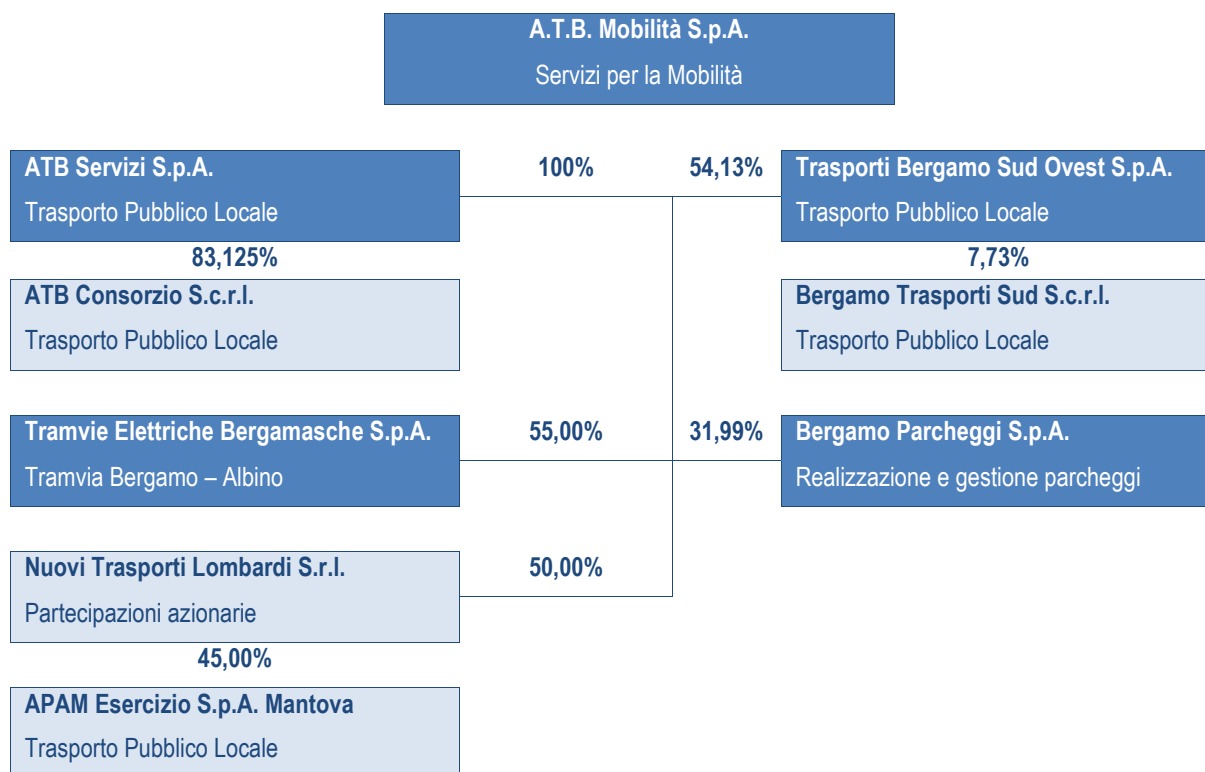 A.T.B. Mobilità S.p.A.
Servizi per la Mobilità
ATB Servizi S.p.A.
Trasporto Pubblico Locale
100%
54,13%
Trasporti Bergamo Sud Ovest S.p.A.
Trasporto Pubblico Locale
83,125%
7,73%
ATB Consorzio S.c.r.l.
Trasporto Pubblico Locale
Bergamo Trasporti Sud S.c.r.l.
Trasporto Pubblico Locale
Tramvie Elettriche Bergamasche S.p.A.
Tramvia Bergamo – Albino
55,00%
31,99%
Bergamo Parcheggi S.p.A.
Realizzazione e gestione parcheggi
Nuovi Trasporti Lombardi S.r.l.
Partecipazioni azionarie
50,00%
45,00%
APAM Esercizio S.p.A. Mantova
Trasporto Pubblico Locale